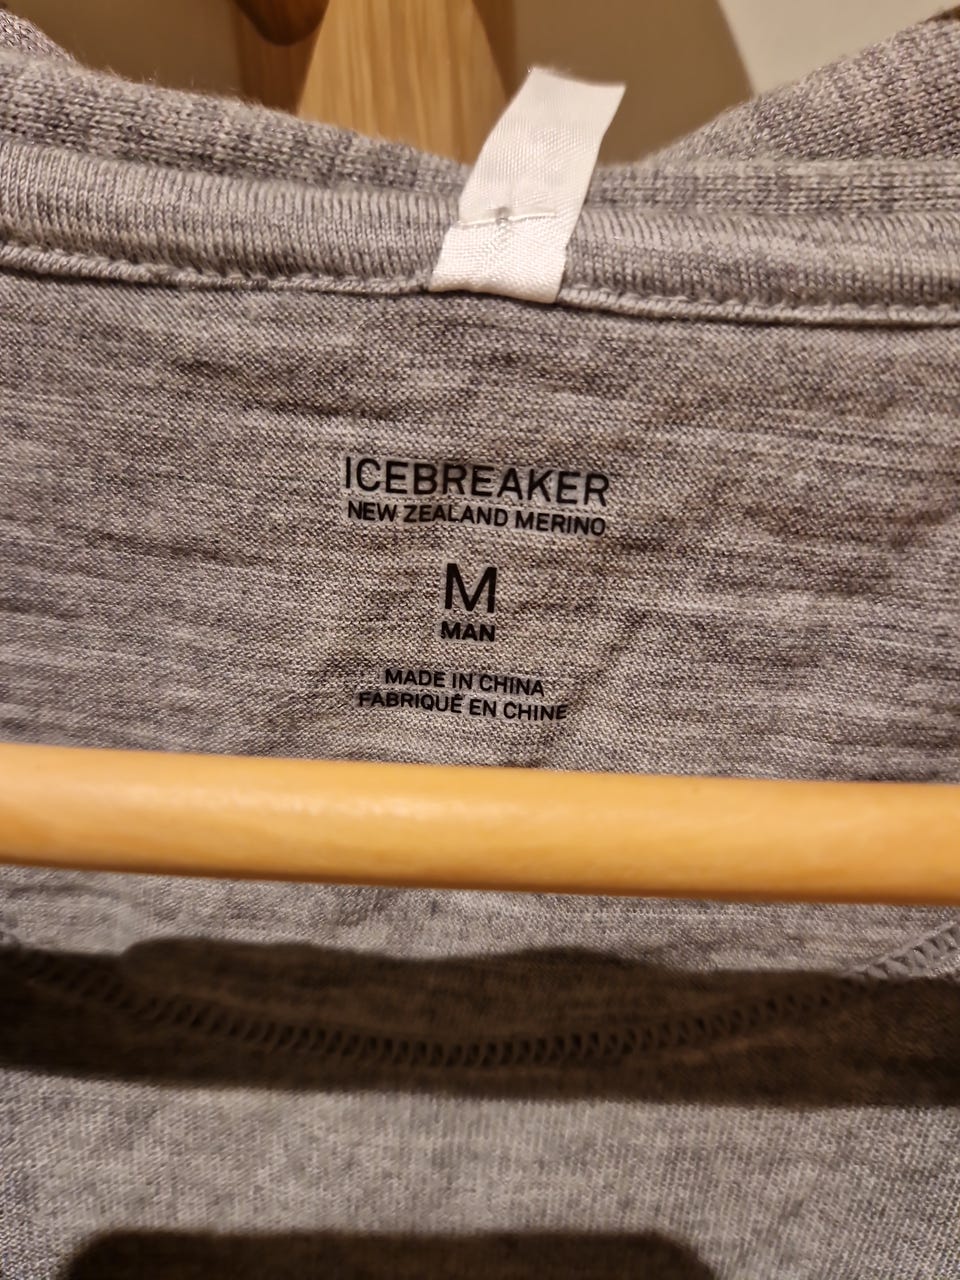 ICEBREAKER
NEW ZEALAND MERINO
M
MAN
MADE IN CHINA
FABRIQUÉ EN CHINE